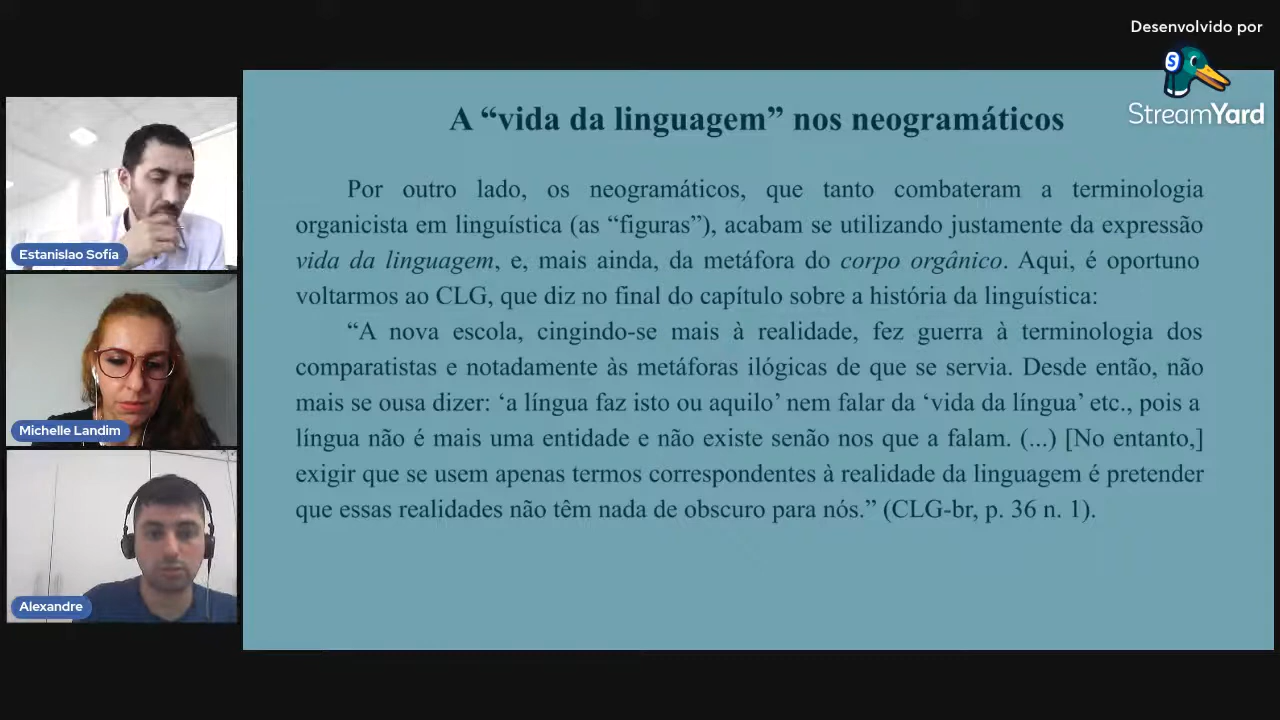 Desenvolvido por
StreamYard
A “vida da linguagem” nos neogramáticos
Por outro lado, os neogramáticos, que tanto combateram a terminologia
organicista em linguística (as “figuras”), acabam se utilizando justamente da expressão
vida da linguagem, e, mais ainda, da metáfora do corpo orgânico. Aqui, é oportuno
voltarmos ao CLG, que diz no final do capítulo sobre a história da linguística:
“A nova escola, cingindo-se mais à realidade, fez guerra à terminologia dos
comparatistas e notadamente às metáforas ilógicas de que se servia. Desde então, não
mais se ousa dizer: ‘a língua faz isto ou aquilo’ nem falar da ‘vida da língua’ etc., pois a
língua não é mais uma entidade e não existe senão nos que a falam. (...) [No entanto,]
exigir que se usem apenas termos correspondentes à realidade da linguagem é pretender
que essas realidades não têm nada de obscuro para nós.” (CLG-br, p. 36 n. 1).
Estanislao Sofía
Michelle Landim
Alexandre